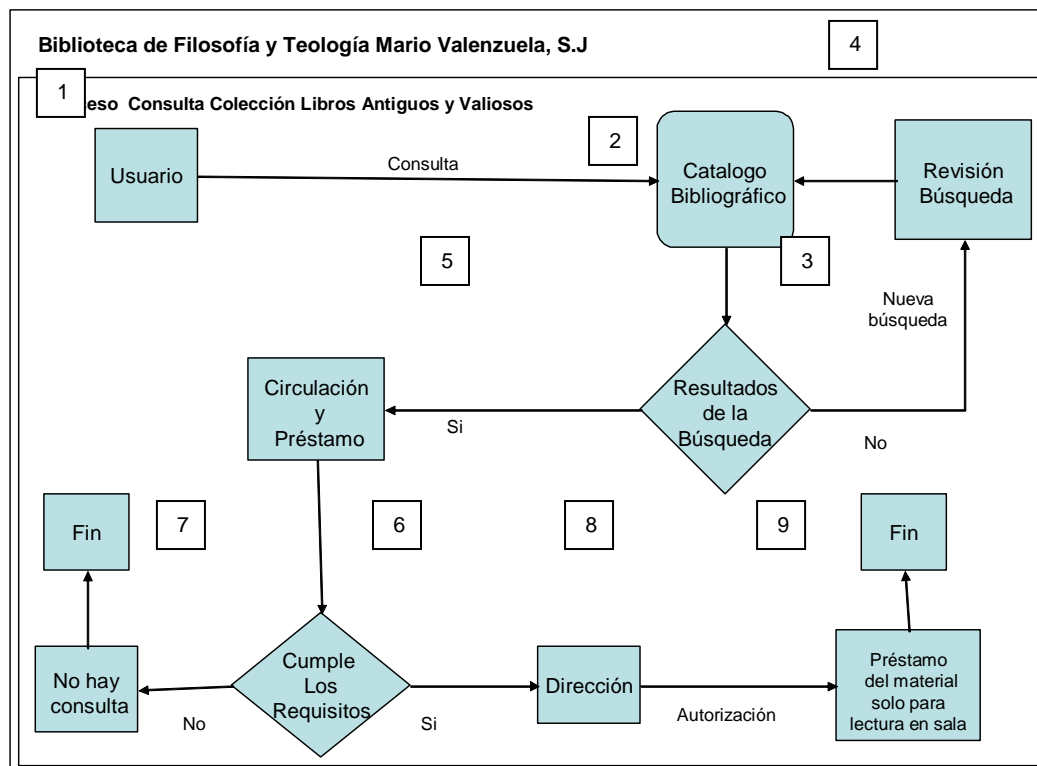 Biblioteca de Filosofía y Teología Mario Valenzuela, S.J
4
1
eso Consulta Colección Libros Antiguos y Valiosos
2
Usuario
Consulta
Catalogo
Bibliográfico
Revisión
Búsqueda
5
3
Nueva
búsqueda
Circulación
y
Préstamo
Si
Resultados
de la
Búsqueda
No
Fin
7
6
8
9
Fin
No hay
consulta
No
Cumple
Los
Requisitos
Si
Dirección
Autorización
Préstamo
del material
solo para
lectura en sala